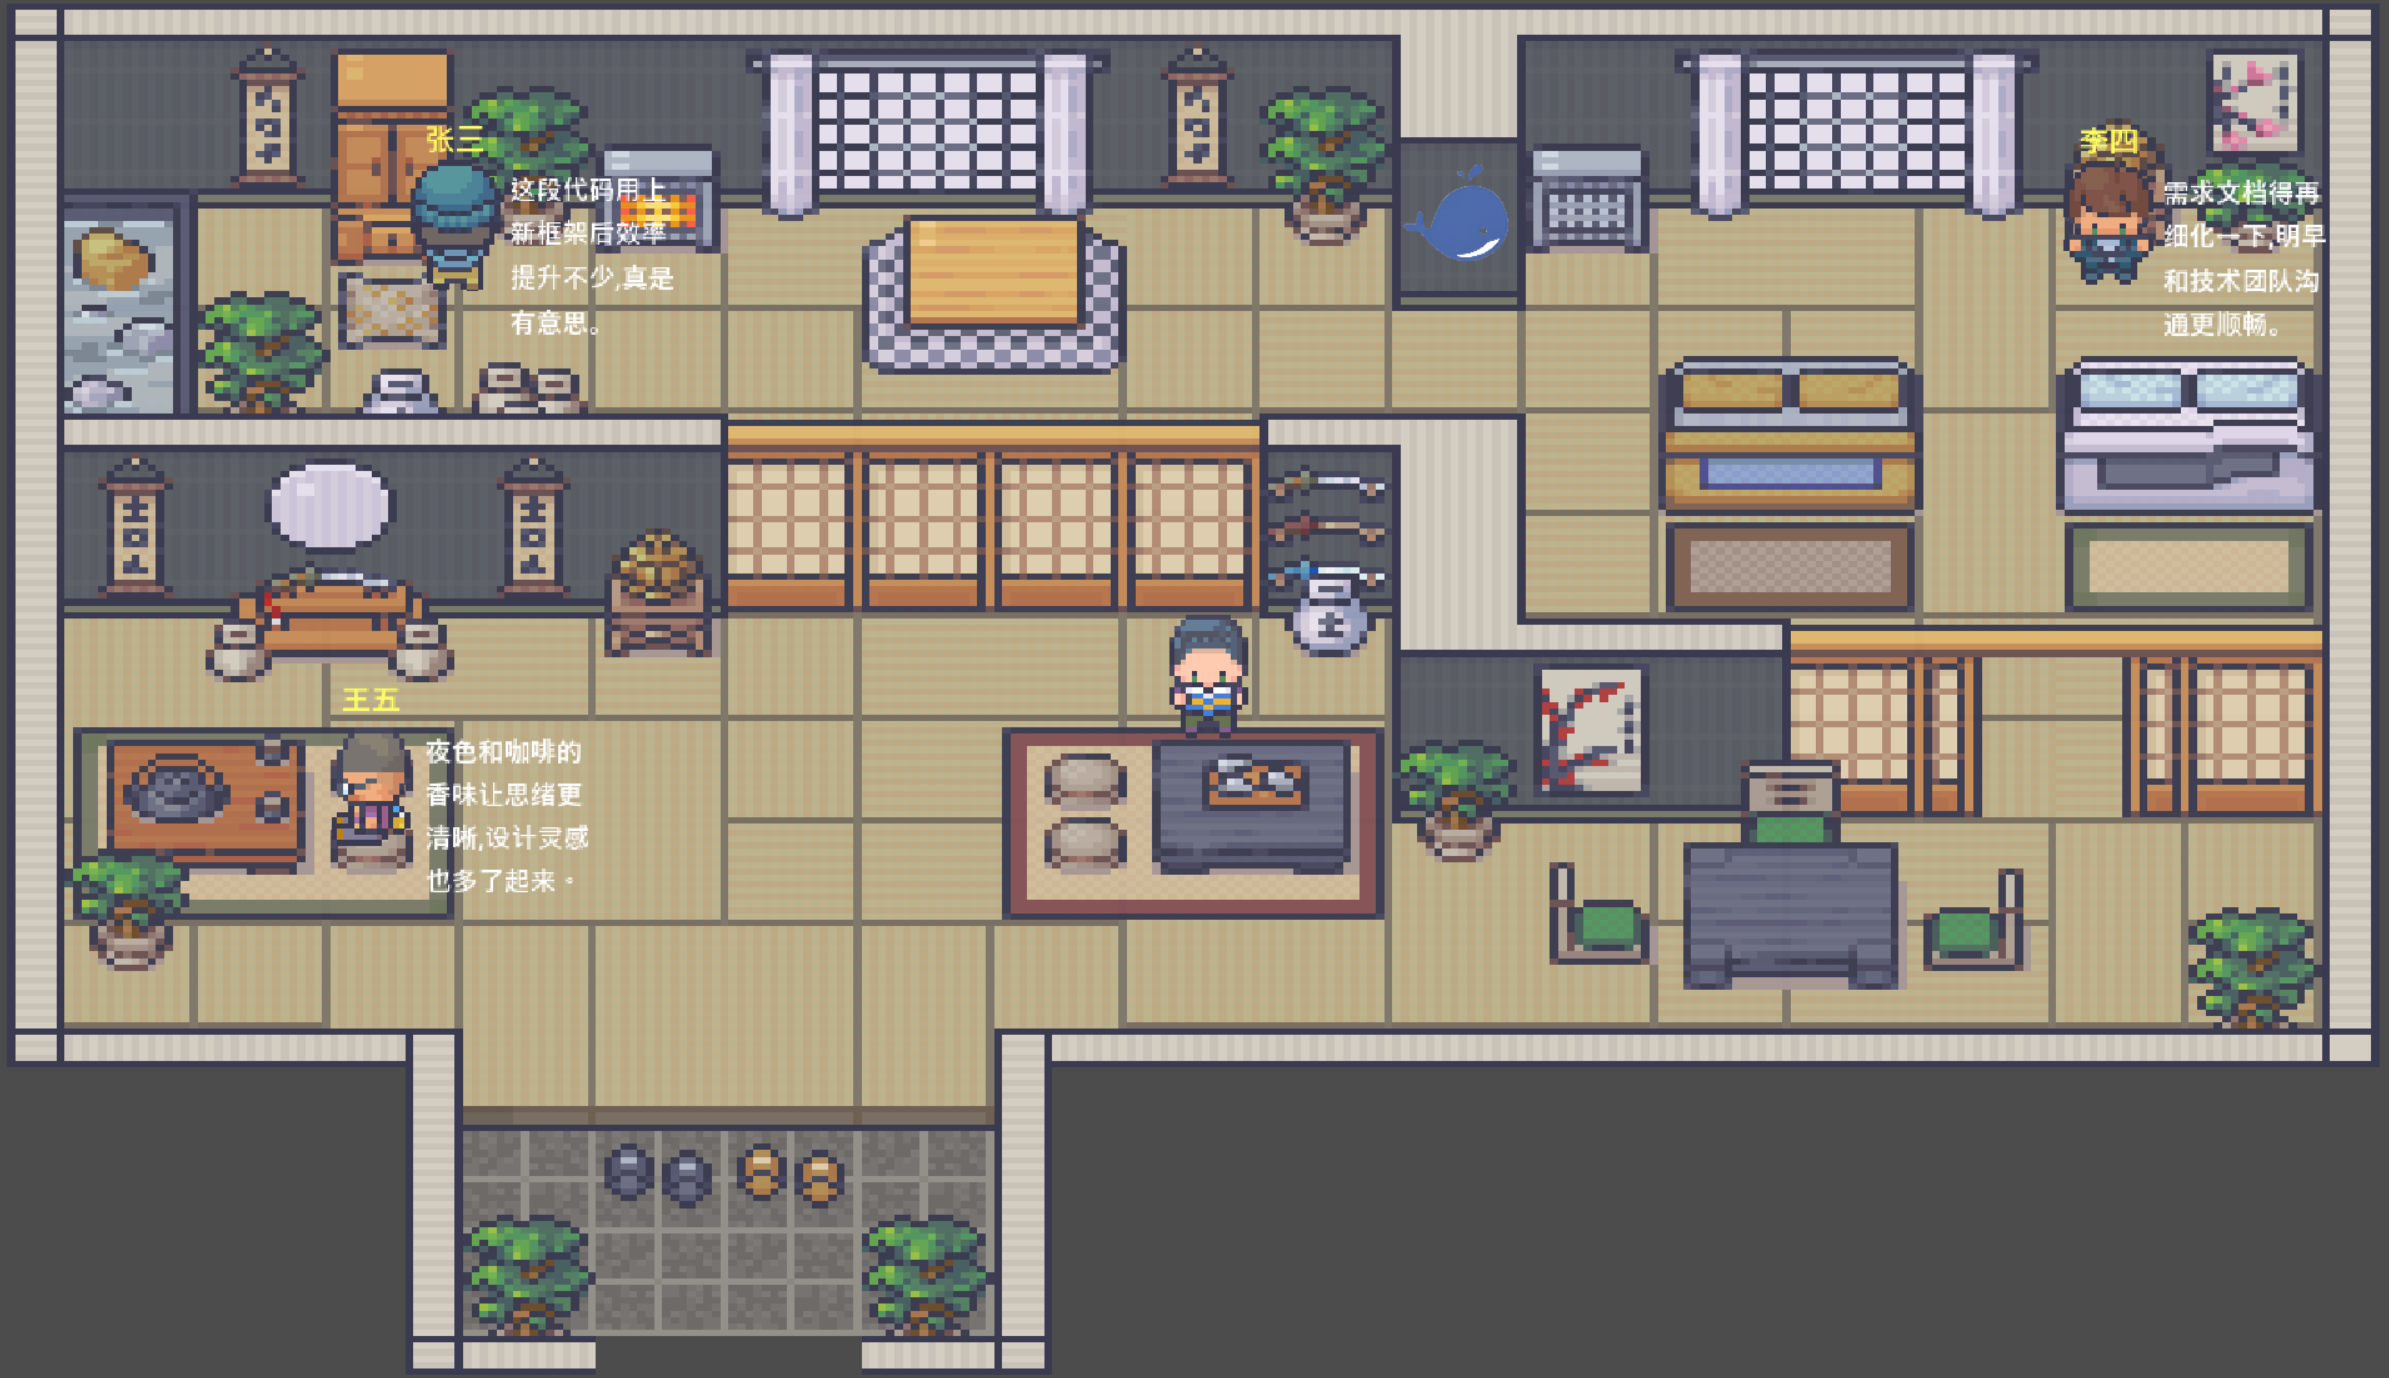 张三
这段代码用上
新框架后效率
提升不少,真是
有意思。
李四
需求文档得再
细化一下,明早
和技术团队沟
通更顺畅。
王五
夜色和咖啡的
香味让思绪更
清晰,设计灵感
也多了起来。